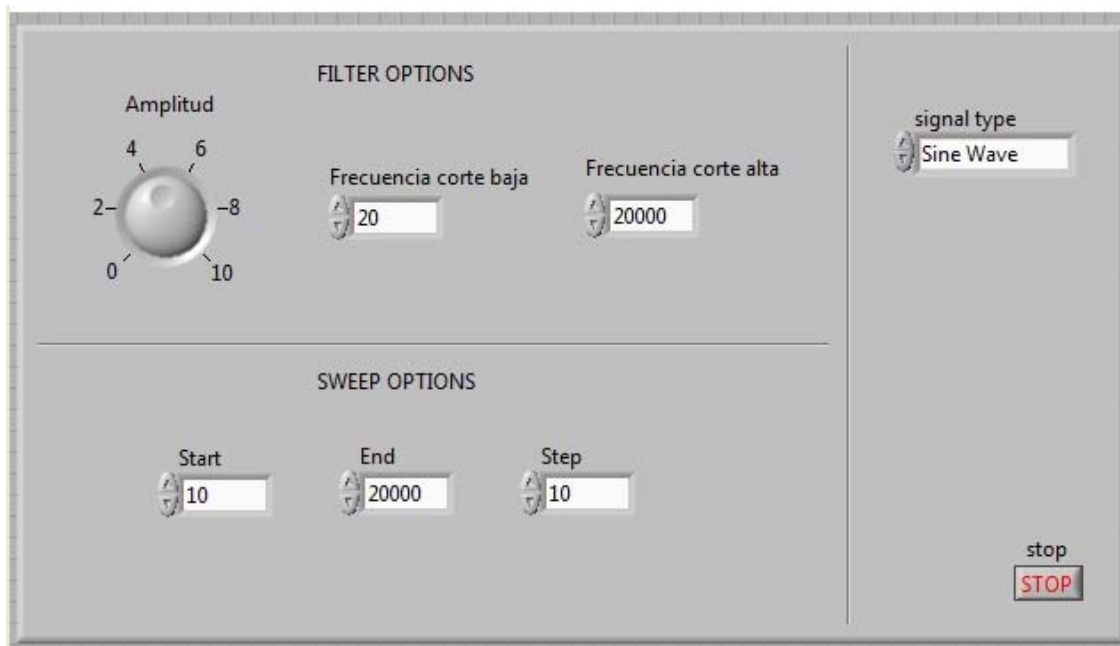 FILTER OPTIONS
Amplitud
0
2
4
6
8
10
Frecuencia corte baja
20
Frecuencia corte alta
20000
signal type
Sine Wave
SWEEP OPTIONS
Start
10
End
20000
Step
10
stop
STOP